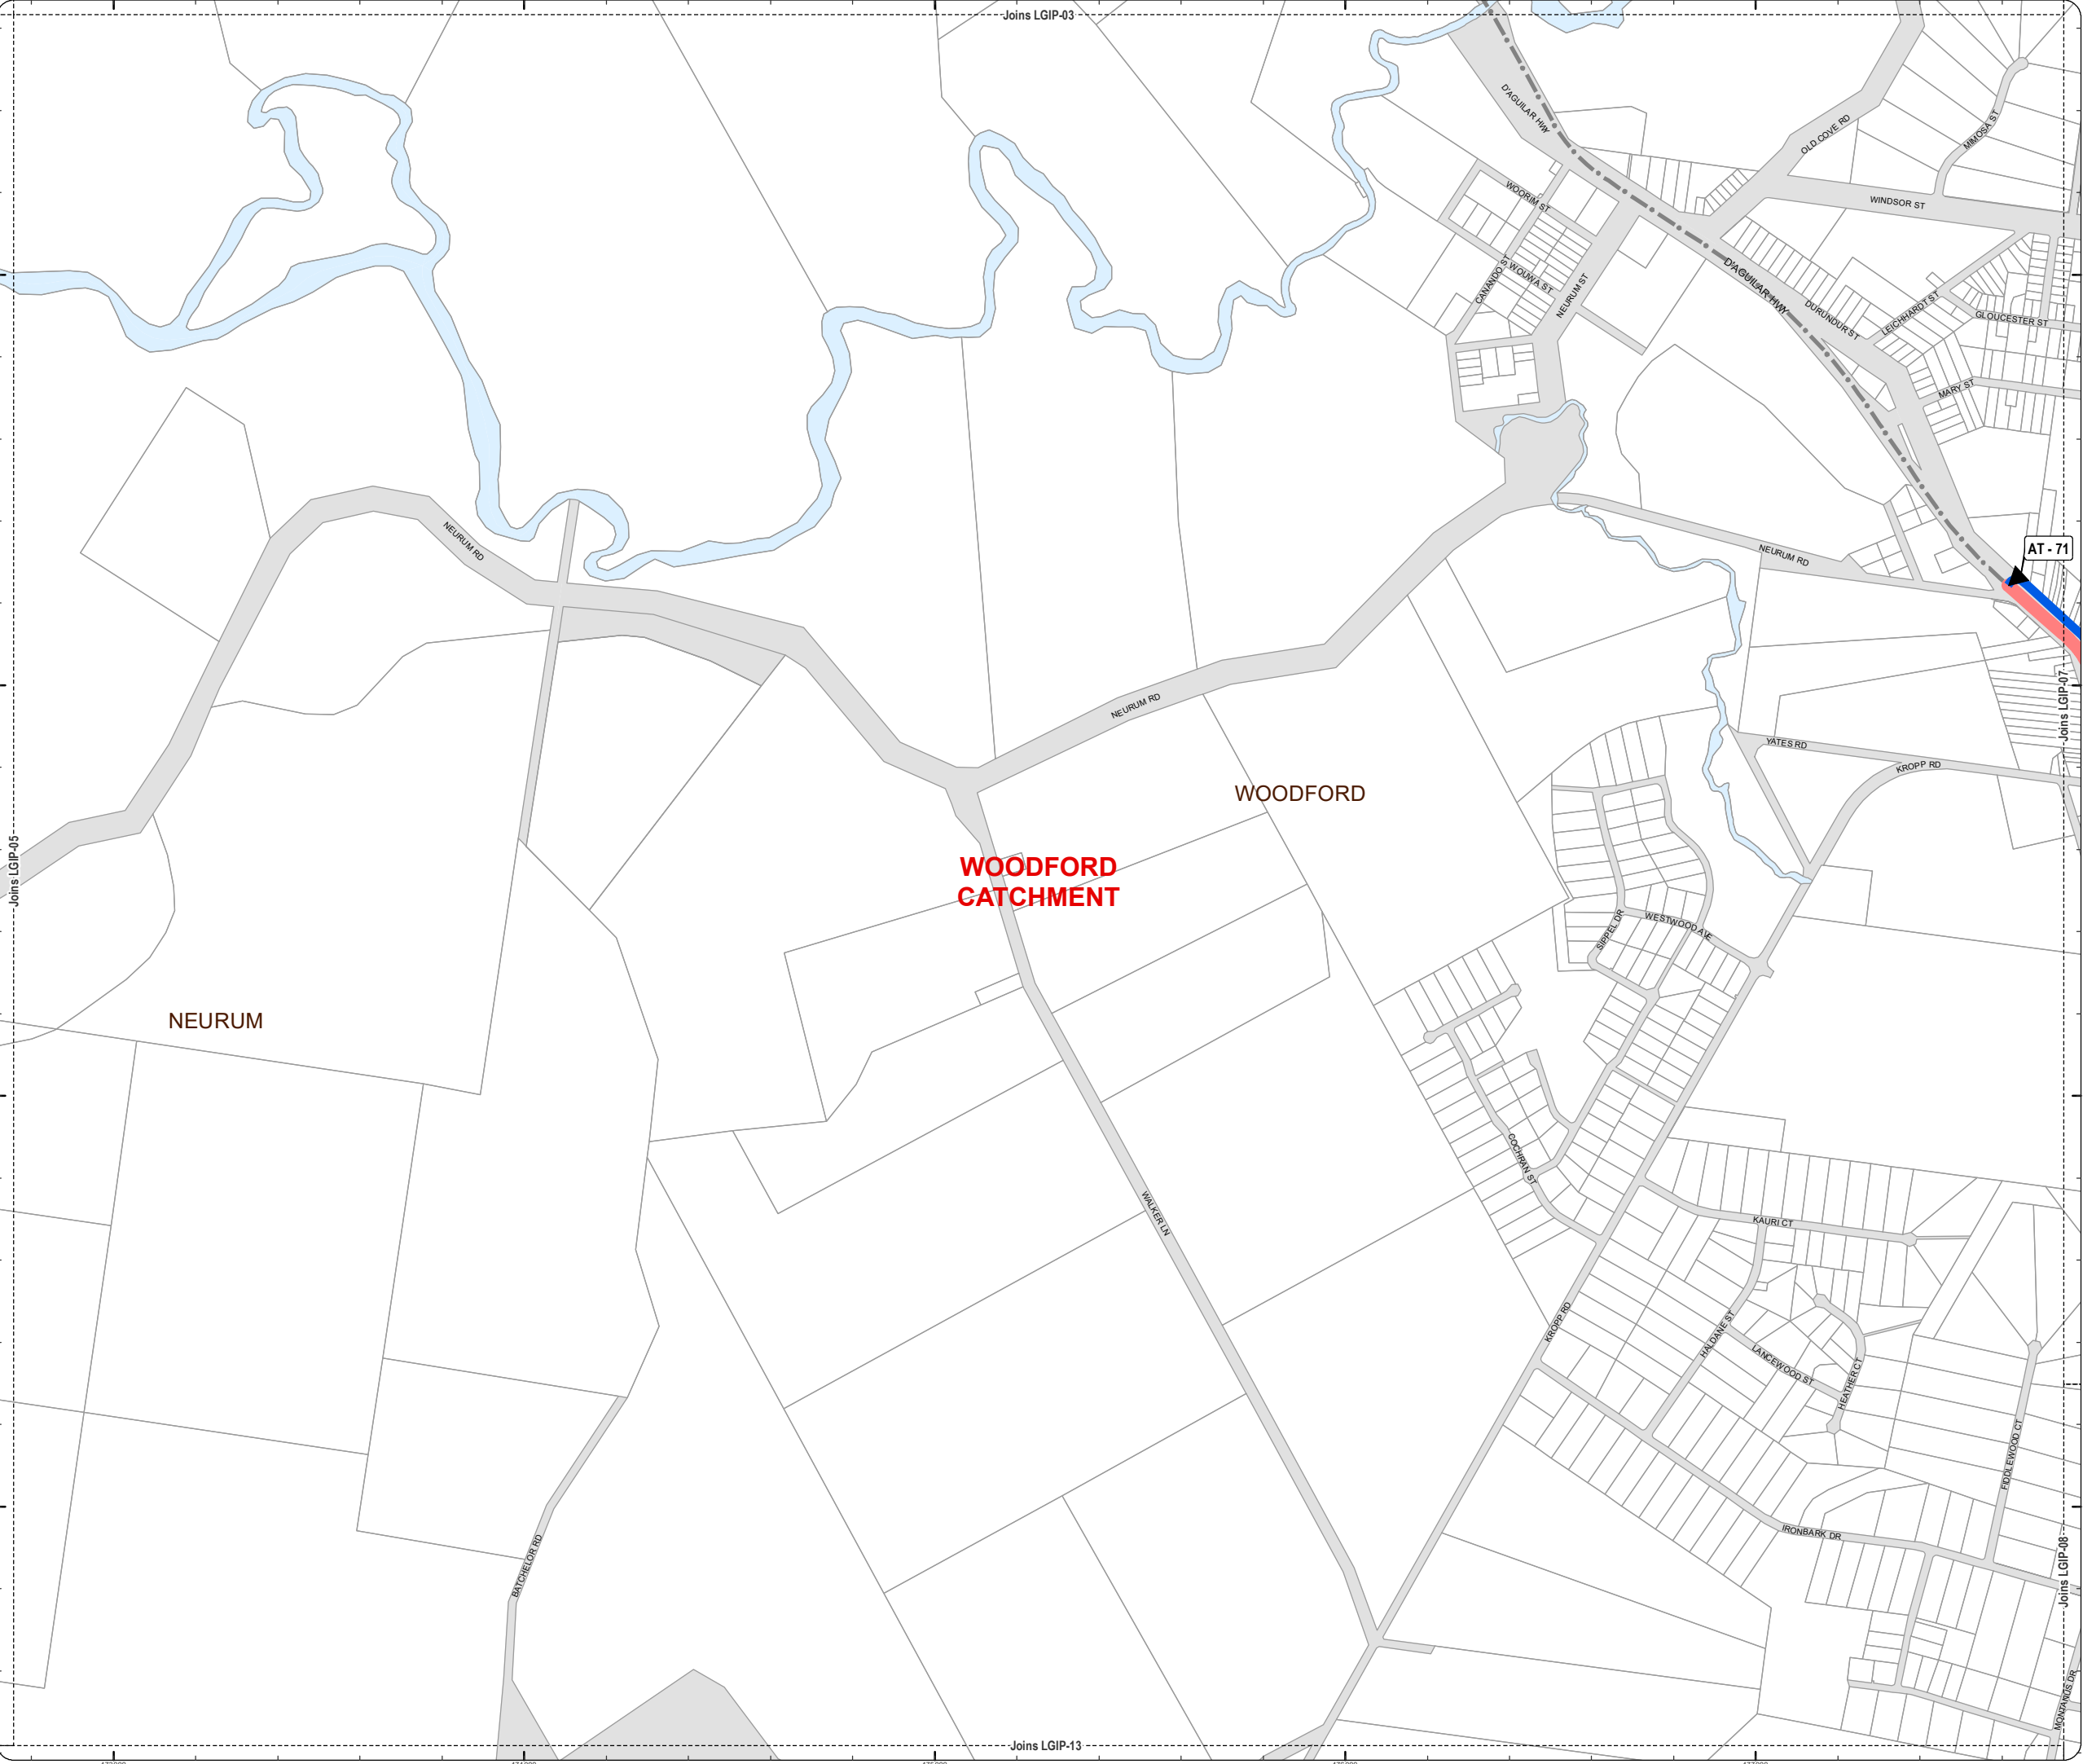 Joins LGIP-03
D'AGUILAR HWY
OLD COVE RD
MIMOSA ST
WOORIM ST
WINDSOR ST
CANANDO ST
WOUWA ST
NEURUM ST
D'AGUILAR HWY
DURUNDUR ST
LEICHHARDT ST
GLOUCESTER ST
MARY ST
NEURUM RD
NEURUM RD
AT - 71
NEURUM RD
Joins LGIP-07
YATES RD
KROPP RD
WOODFORD
Joins LGIP-05
WOODFORD
CATCHMENT
SIPPEL DR
WESTWOOD AVE
NEURUM
COCHRAN ST
WALKER LN
KAURI CT
KROPP RD
HALDANE ST
LANCEWOOD ST
HEATHER CT
FIDDLEWOOD CT
IRONBARK DR
BATCHELOR RD
Joins LGIP-08
MONTANUS DR
Joins LGIP-13